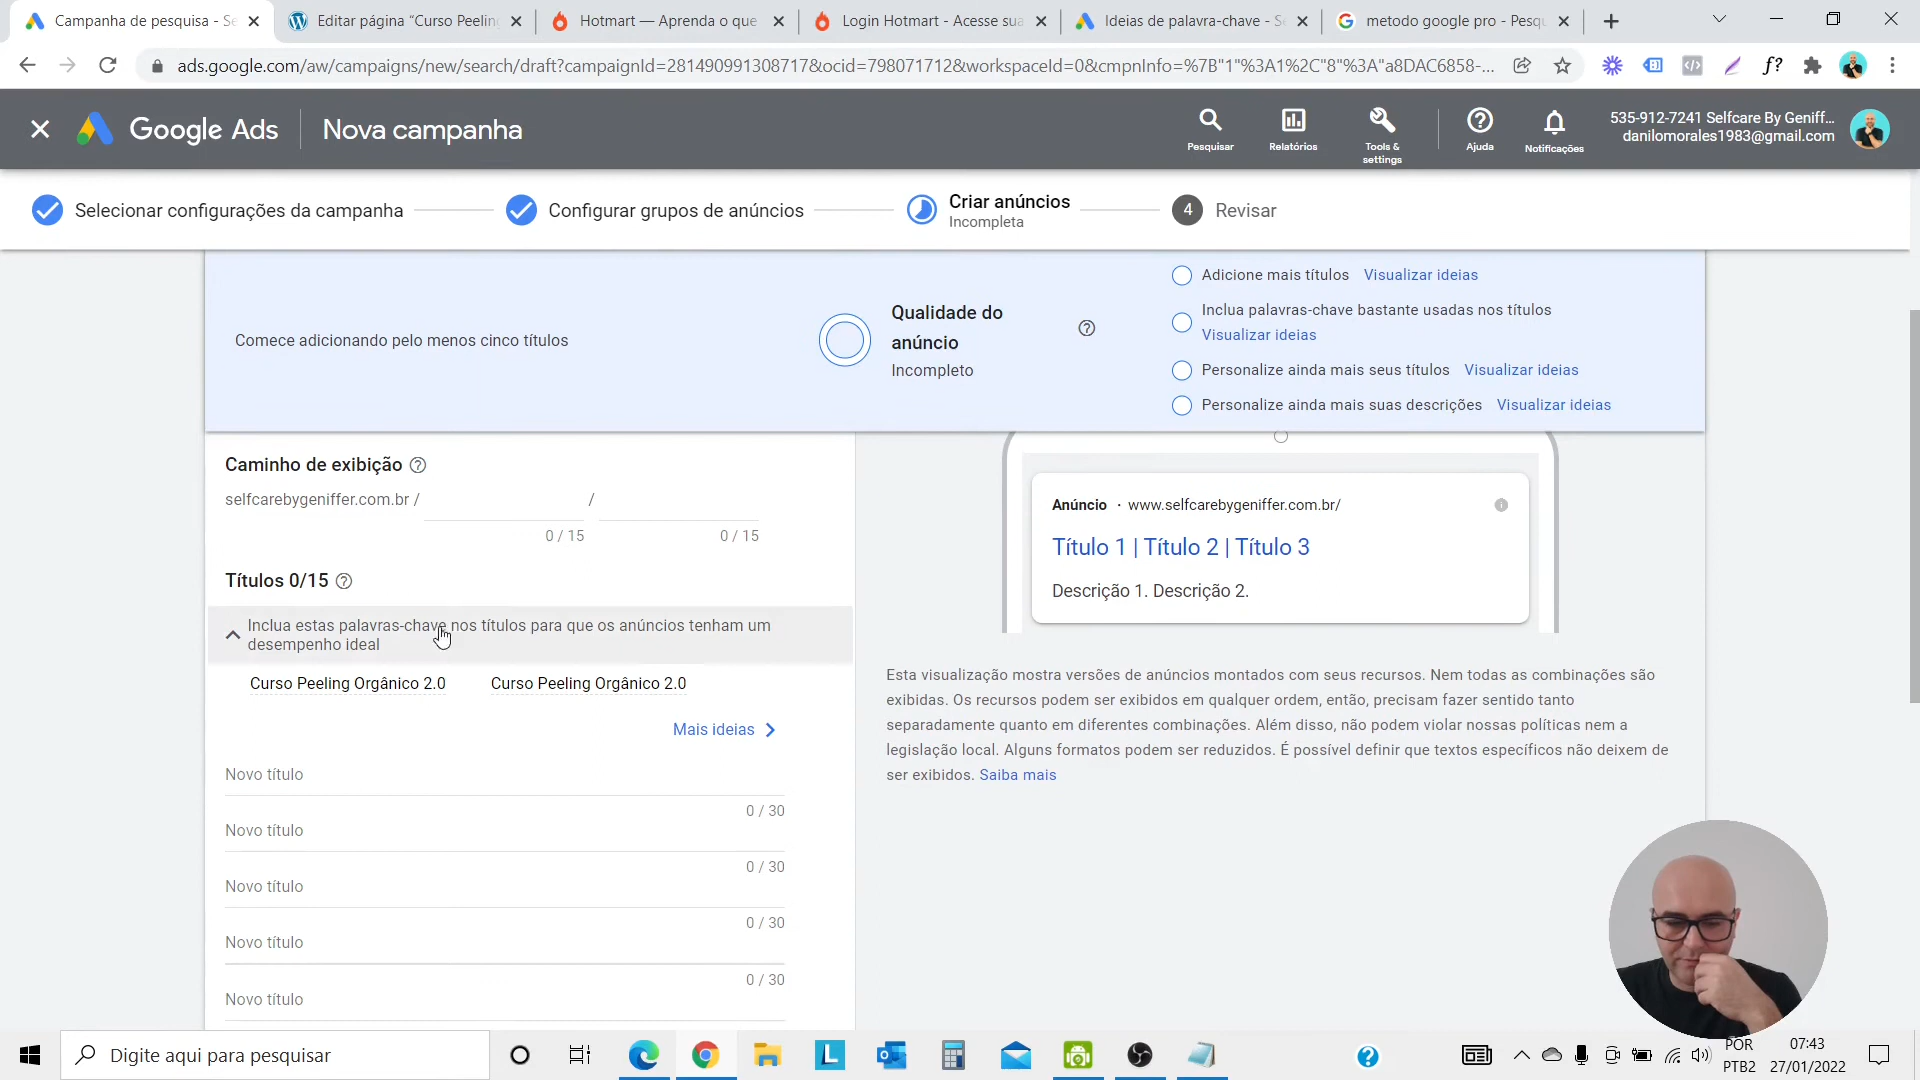 Campanha de pesquisa - Se
Editar página “Curso Peeling
Hotmart — Aprenda o que
Login Hotmart - Acesse sua
Ideias de palavra-chave - Se
metodo google pro - Pesqu
ads.google.com/aw/campaigns/new/search/draft?campaignId=281490991308717&ocid=798071712&workspaceId=0&cmpnInfo=%7B"1"%3A1%2C"8"%3A"a8DAC6858-...
f?
Google Ads
Nova campanha
Pesquisar
Relatórios
Tools &
settings
Ajuda
Notificações
535-912-7241 Selfcare By Geniff...
danilomorales1983@gmail.com
Selecionar configurações da campanha
Configurar grupos de anúncios
Criar anúncios
Incompleta
4
Revisar
Comece adicionando pelo menos cinco títulos
Qualidade do
anúncio
Incompleto
Adicione mais títulos Visualizar ideias
Inclua palavras-chave bastante usadas nos títulos
Visualizar ideias
Personalize ainda mais seus títulos Visualizar ideias
Personalize ainda mais suas descrições Visualizar ideias
Caminho de exibição
selfcarebygeniffer.com.br / /
0 / 15 0 / 15
Títulos 0/15
Inclua estas palavras-chave nos títulos para que os anúncios tenham um
desempenho ideal
Curso Peeling Orgânico 2.0 Curso Peeling Orgânico 2.0
Mais ideias
Novo título
0 / 30
Novo título
0 / 30
Novo título
0 / 30
Novo título
0 / 30
Novo título
Anúncio · www.selfcarebygeniffer.com.br/
Título 1 | Título 2 | Título 3
Descrição 1. Descrição 2.
Esta visualização mostra versões de anúncios montados com seus recursos. Nem todas as combinações são
exibidas. Os recursos podem ser exibidos em qualquer ordem, então, precisam fazer sentido tanto
separadamente quanto em diferentes combinações. Além disso, não podem violar nossas políticas nem a
legislação local. Alguns formatos podem ser reduzidos. É possível definir que textos específicos não deixem de
ser exibidos. Saiba mais
Digite aqui para pesquisar
L
POR
PTB2
07:43
27/01/2022